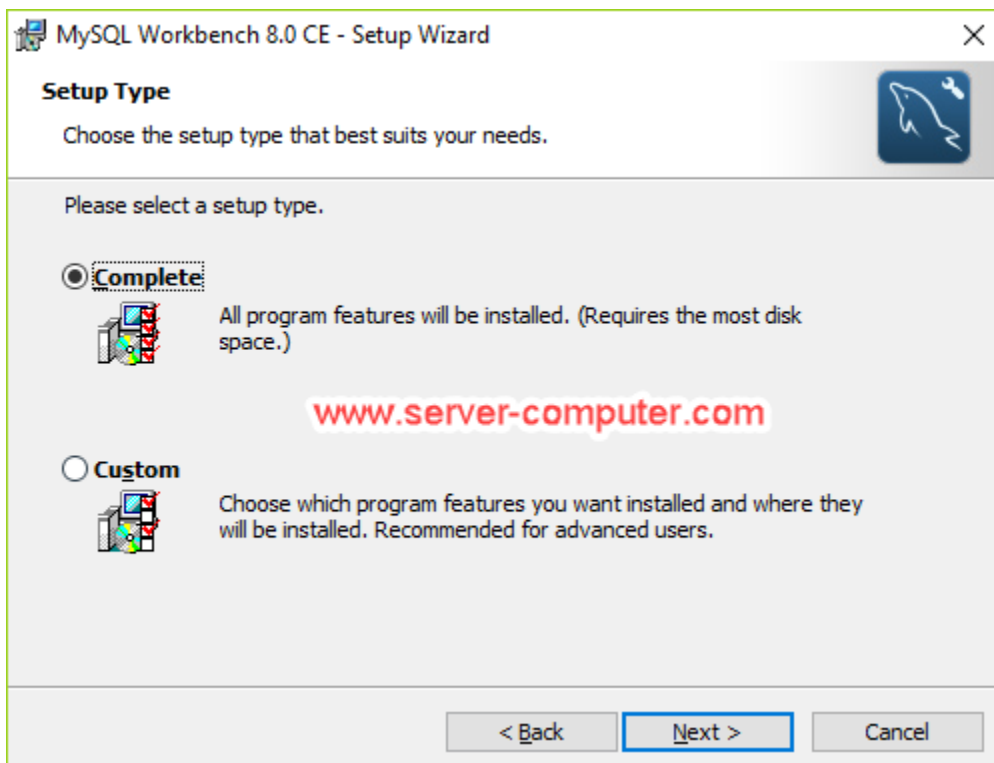 MySQL Workbench 8.0 CE - Setup Wizard
Setup Type
Choose the setup type that best suits your needs.
Please select a setup type.
Complete
All program features will be installed. (Requires the most disk
space.)
www.server-computer.com
Custom
Choose which program features you want installed and where they
will be installed. Recommended for advanced users.
< Back Next > Cancel